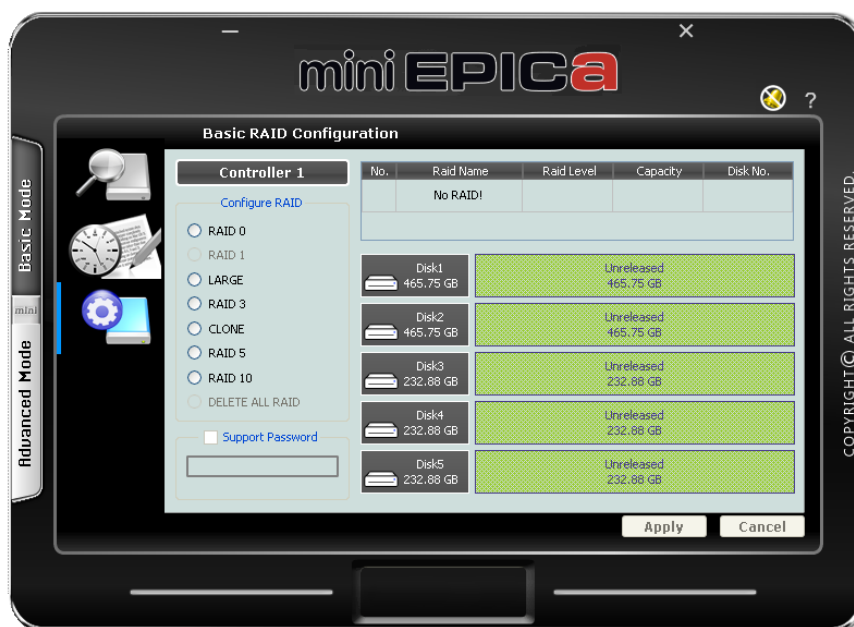 mini EPICa
?
Basic RAID Configuration
Basic Mode
mini
Advanced Mode
Controller 1
Configure RAID
RAID 0
RAID 1
LARGE
RAID 3
CLONE
RAID 5
RAID 10
DELETE ALL RAID
Support Password
No. Raid Name Raid Level Capacity Disk No.
No RAID!
Disk1
465.75 GB
Unreleased
465.75 GB
Disk2
465.75 GB
Unreleased
465.75 GB
Disk3
232.88 GB
Unreleased
232.88 GB
Disk4
232.88 GB
Unreleased
232.88 GB
Disk5
232.88 GB
Unreleased
232.88 GB
Apply Cancel
COPYRIGHT© ALL RIGHTS RESERVED.